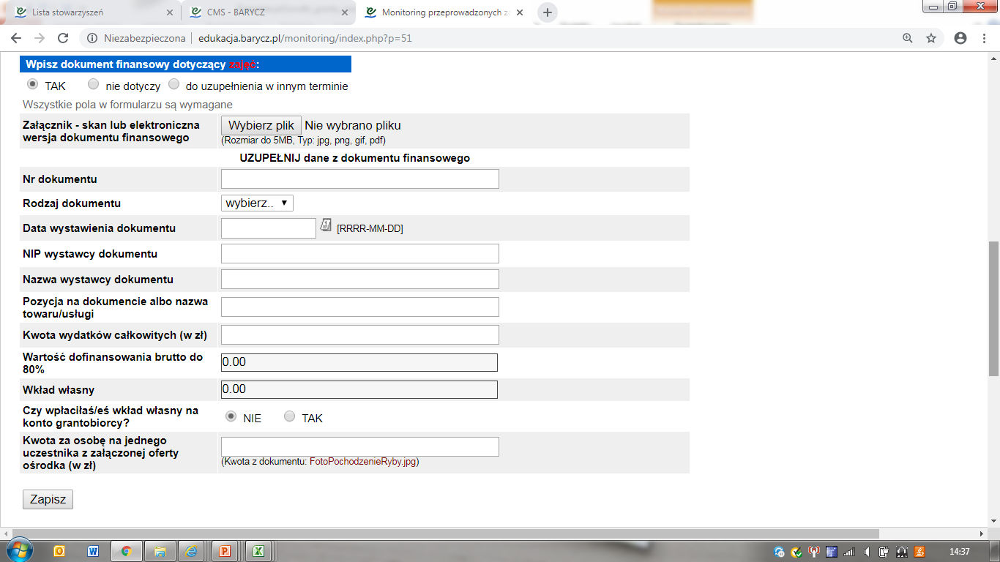 Lista stowarzyszeń
CMS - BARYCZ
Monitoring przeprowadzonych
Niezabezpieczona
edukacja.barycz.pl/monitoring/index.php?p=51
Wpisz dokument finansowy dotyczący zajęć:
TAK nie dotyczy do uzupełnienia w innym terminie
Wszystkie pola w formularzu są wymagane
Załącznik - skan lub elektroniczna
wersja dokumentu finansowego
Wybierz plik Nie wybrano pliku
(Rozmiar do 5MB, Typ: jpg, png, gif, pdf)
UZUPEŁNIJ dane z dokumentu finansowego
Nr dokumentu
Rodzaj dokumentu
wybierz..
Data wystawienia dokumentu
[RRRR-MM-DD]
NIP wystawcy dokumentu
Nazwa wystawcy dokumentu
Pozycja na dokumencie albo nazwa
towaru/usługi
Kwota wydatków całkowitych (w zł)
Wartość dofinansowania brutto do
80%
0.00
Wkład własny
0.00
Czy wpłaciłaś/eś wkład własny na
konto grantobiorcy?
NIE TAK
Kwota za osobę na jednego
uczestnika z załączonej oferty
ośrodka (w zł)
(Kwota z dokumentu: FotoPochodzenieRyby.jpg)
Zapisz
14:37